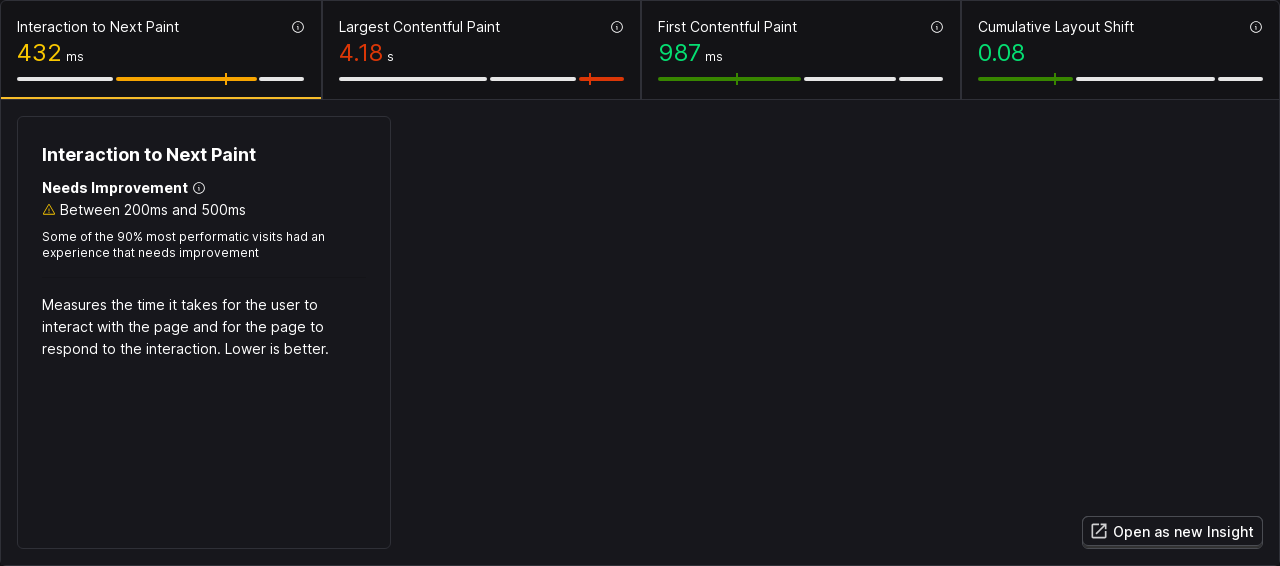 Interaction to Next Paint
432 ms
Largest Contentful Paint
4.18 s
First Contentful Paint
987 ms
Cumulative Layout Shift
0.08
Interaction to Next Paint
Needs Improvement
Between 200ms and 500ms
Some of the 90% most performatic visits had an
experience that needs improvement
Measures the time it takes for the user to
interact with the page and for the page to
respond to the interaction. Lower is better.
Open as new Insight